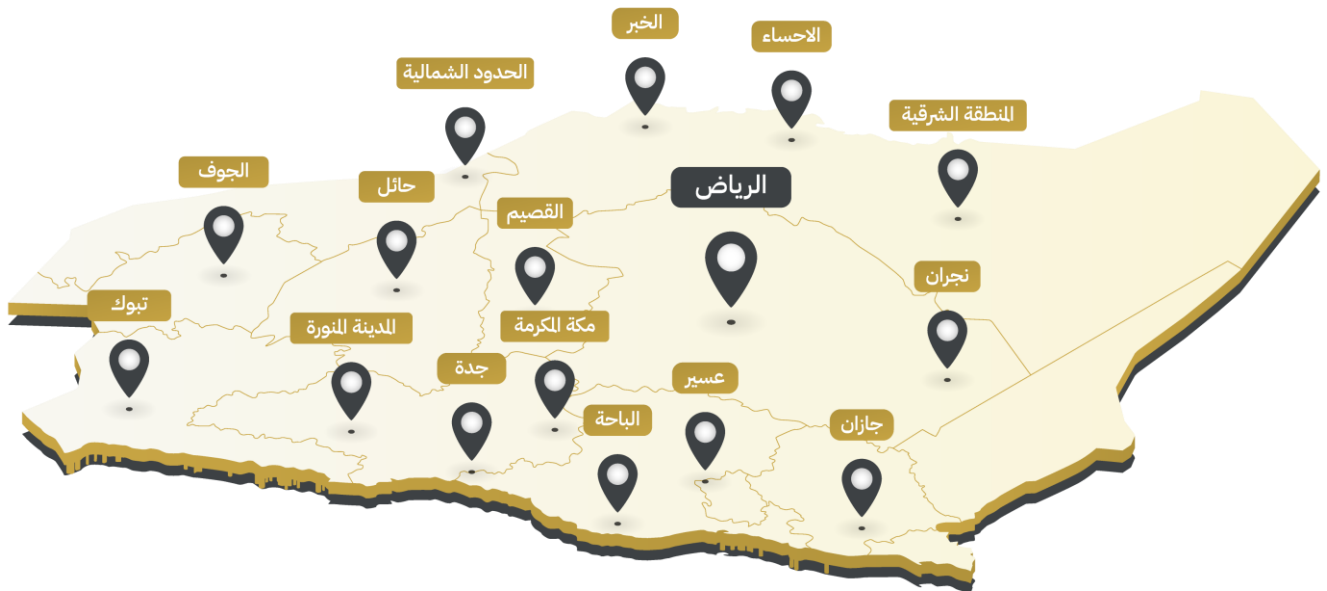 الخبر
الاحساء
الحدود الشمالية
المنطقة الشرقية
الجوف
حائل
الرياض
القصيم
نجران
تبوك
المدينة المنورة
مكة المكرمة
جدة
عسير
الباحة
جازان